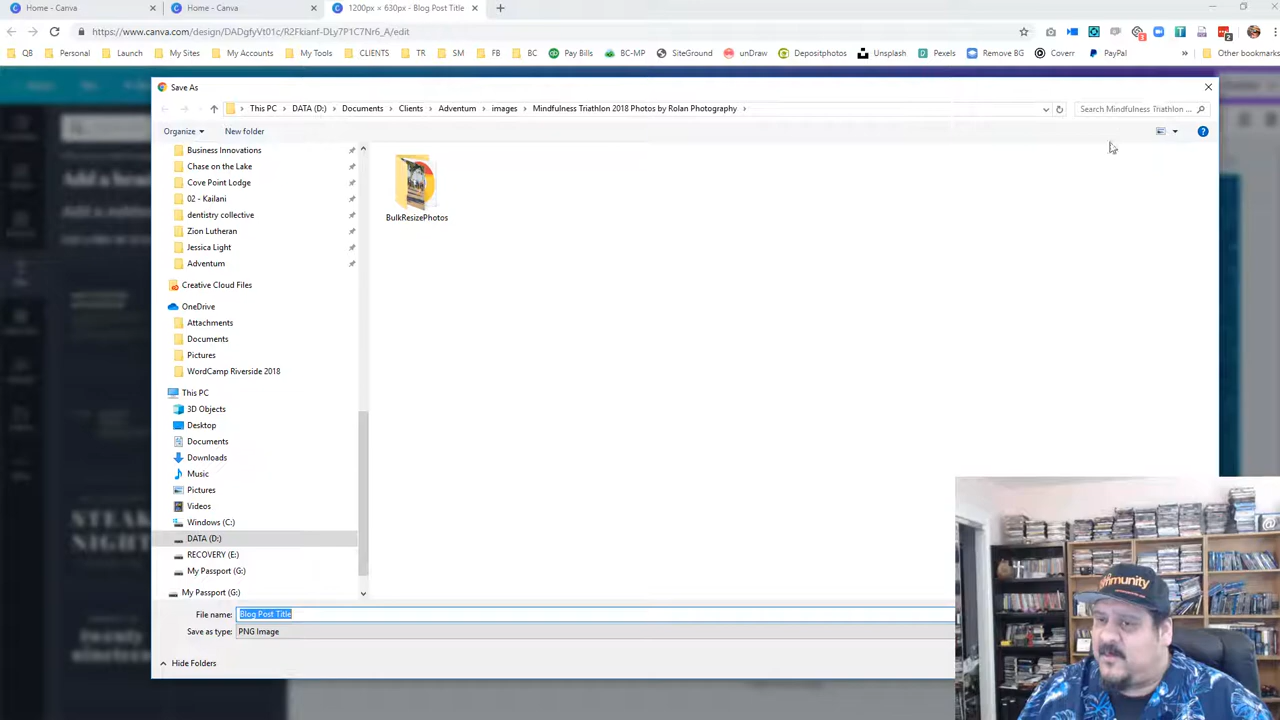 Home - Canva
Home - Canva
1200px × 630px - Blog Post Title
https://www.canva.com/design/DADgfyVt01c/R2Fkianf-DLy7P1C7Nr6_A/edit
QB Personal Launch My Sites My Accounts My Tools CLIENTS TR SM FB BC Pay Bills BC-MP SiteGround unDraw Depositphotos Unsplash Pexels Remove BG Coverr PayPal » Other bookmarks
Save As
This PC > DATA (D:) > Documents > Clients > Adventum > images > Mindfulness Triathlon 2018 Photos by Rolan Photography >
Search Mindfulness Triathlon ...
Organize
New folder
Business Innovations
Chase on the Lake
Cove Point Lodge
02 - Kailani
dentistry collective
Zion Lutheran
Jessica Light
Adventum
Creative Cloud Files
OneDrive
Attachments
Documents
Pictures
WordCamp Riverside 2018
This PC
3D Objects
Desktop
Documents
Downloads
Music
Pictures
Videos
Windows (C:)
DATA (D:)
RECOVERY (E:)
My Passport (G:)
My Passport (G:)
BulkResizePhotos
File name: Blog Post Title
Save as type: PNG Image
Hide Folders